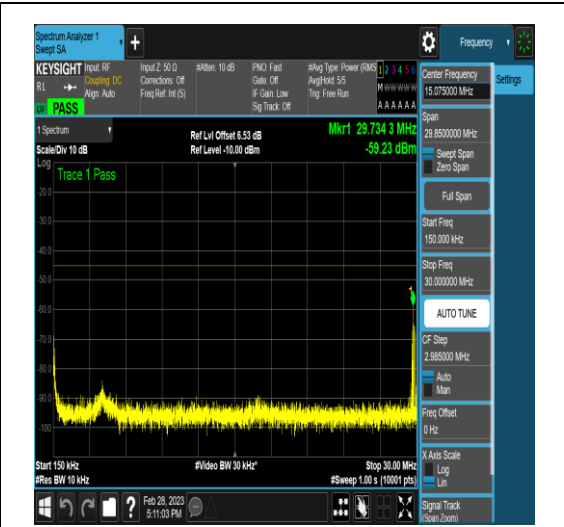 Spectrum Analyzer 1
Swept SA
+
Frequency
KEYSIGHT Input: RF
RL
Coupling: DC
Align: Auto
Input Z: 50 Ω
Corrections: Off
Freq Ref: Int (S)
#Atten: 10 dB
PNO: Fast
Gate: Off
IF Gain: Low
Sig Track: Off
#Avg Type: Power (RMS
Avg|Hold: 5/5
Trig: Free Run
1 2 3 4 5 6
M W W W W W
A A A A A A
PASS
1 Spectrum
Scale/Div 10 dB
Ref Lvl Offset 6.53 dB
Ref Level -10.00 dBm
Mkr1 29.734 3 MHz
-59.23 dBm
Log
Trace 1 Pass
-20.0
-30.0
-40.0
-50.0
-60.0
-70.0
-80.0
-90.0
-100
1
Start 150 kHz
#Res BW 10 kHz
#Video BW 30 kHz*
Stop 30.00 MHz
#Sweep 1.00 s (10001 pts)
?
Feb 28, 2023
5:11:03 PM
Center Frequency
15.075000 MHz
Settings
Span
29.8500000 MHz
Swept Span
Zero Span
Full Span
Start Freq
150.000 kHz
Stop Freq
30.000000 MHz
AUTO TUNE
CF Step
2.985000 MHz
Auto
Man
Freq Offset
0 Hz
X Axis Scale
Log
Lin
Signal Track
(Span Zoom)